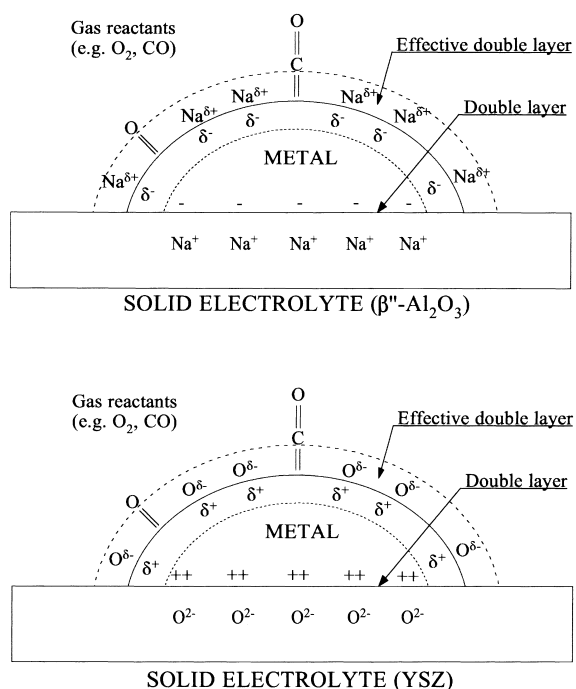 Gas reactants
(e.g. O₂, CO)
O
C
Effective double layer
Double layer
Na^δ+ Na^δ+ Na^δ+ Na^δ+
O
δ- δ- δ- δ-
METAL
Na^δ+ δ- δ- Na^δ+
- - - - -
Na⁺ Na⁺ Na⁺ Na⁺ Na⁺
SOLID ELECTROLYTE (β"-Al₂O₃)
Gas reactants
(e.g. O₂, CO)
O
C
Effective double layer
Double layer
O^δ- O^δ- O^δ- O^δ-
O
δ+ δ+ δ+ δ+
METAL
O^δ- δ+ δ+ O^δ-
++ ++ ++ ++ ++
O²⁻ O²⁻ O²⁻ O²⁻ O²⁻
SOLID ELECTROLYTE (YSZ)